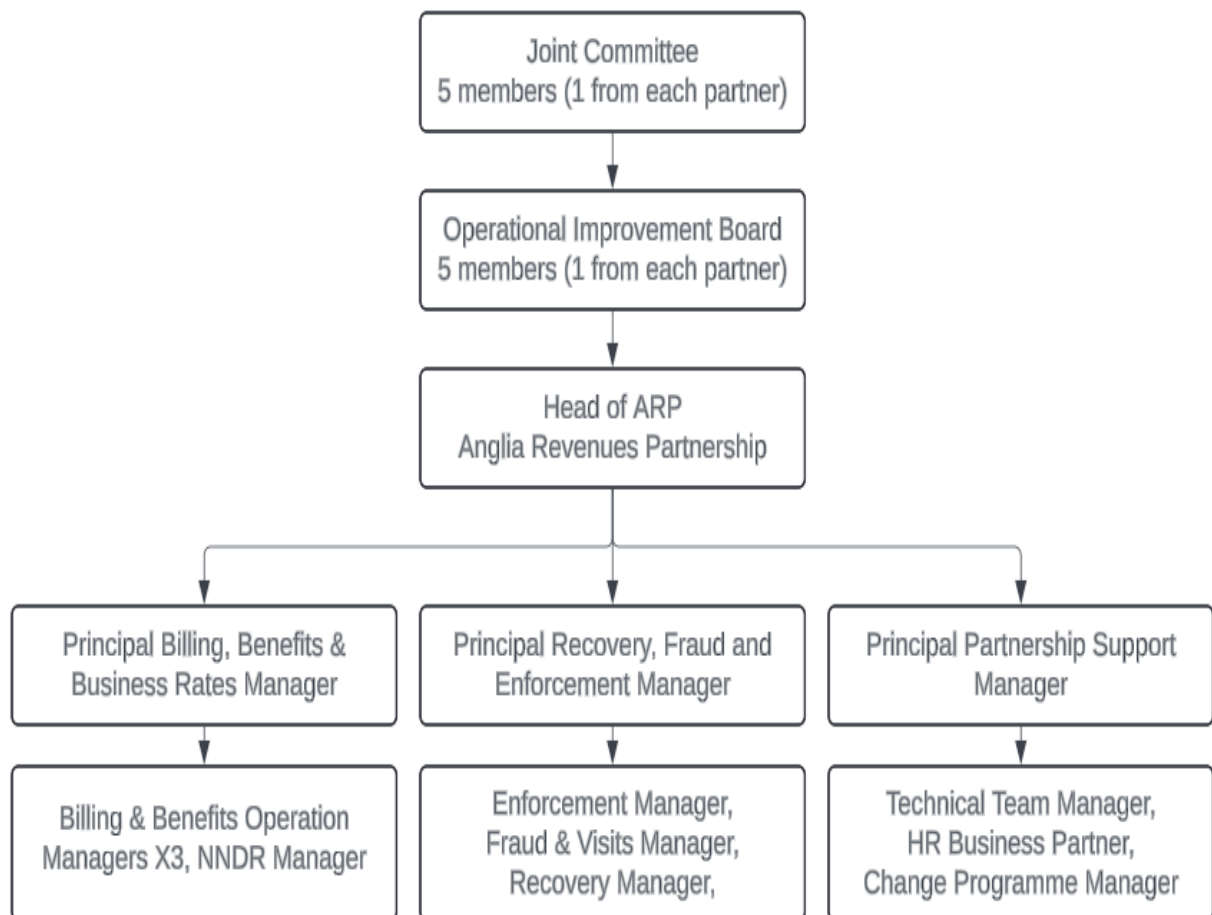 Joint Committee
5 members (1 from each partner)
Operational Improvement Board
5 members (1 from each partner)
Head of ARP
Anglia Revenues Partnership
Principal Billing, Benefits &
Business Rates Manager
Principal Recovery, Fraud and
Enforcement Manager
Principal Partnership Support
Manager
Billing & Benefits Operation
Managers X3, NNDR Manager
Enforcement Manager,
Fraud & Visits Manager,
Recovery Manager,
Technical Team Manager,
HR Business Partner,
Change Programme Manager